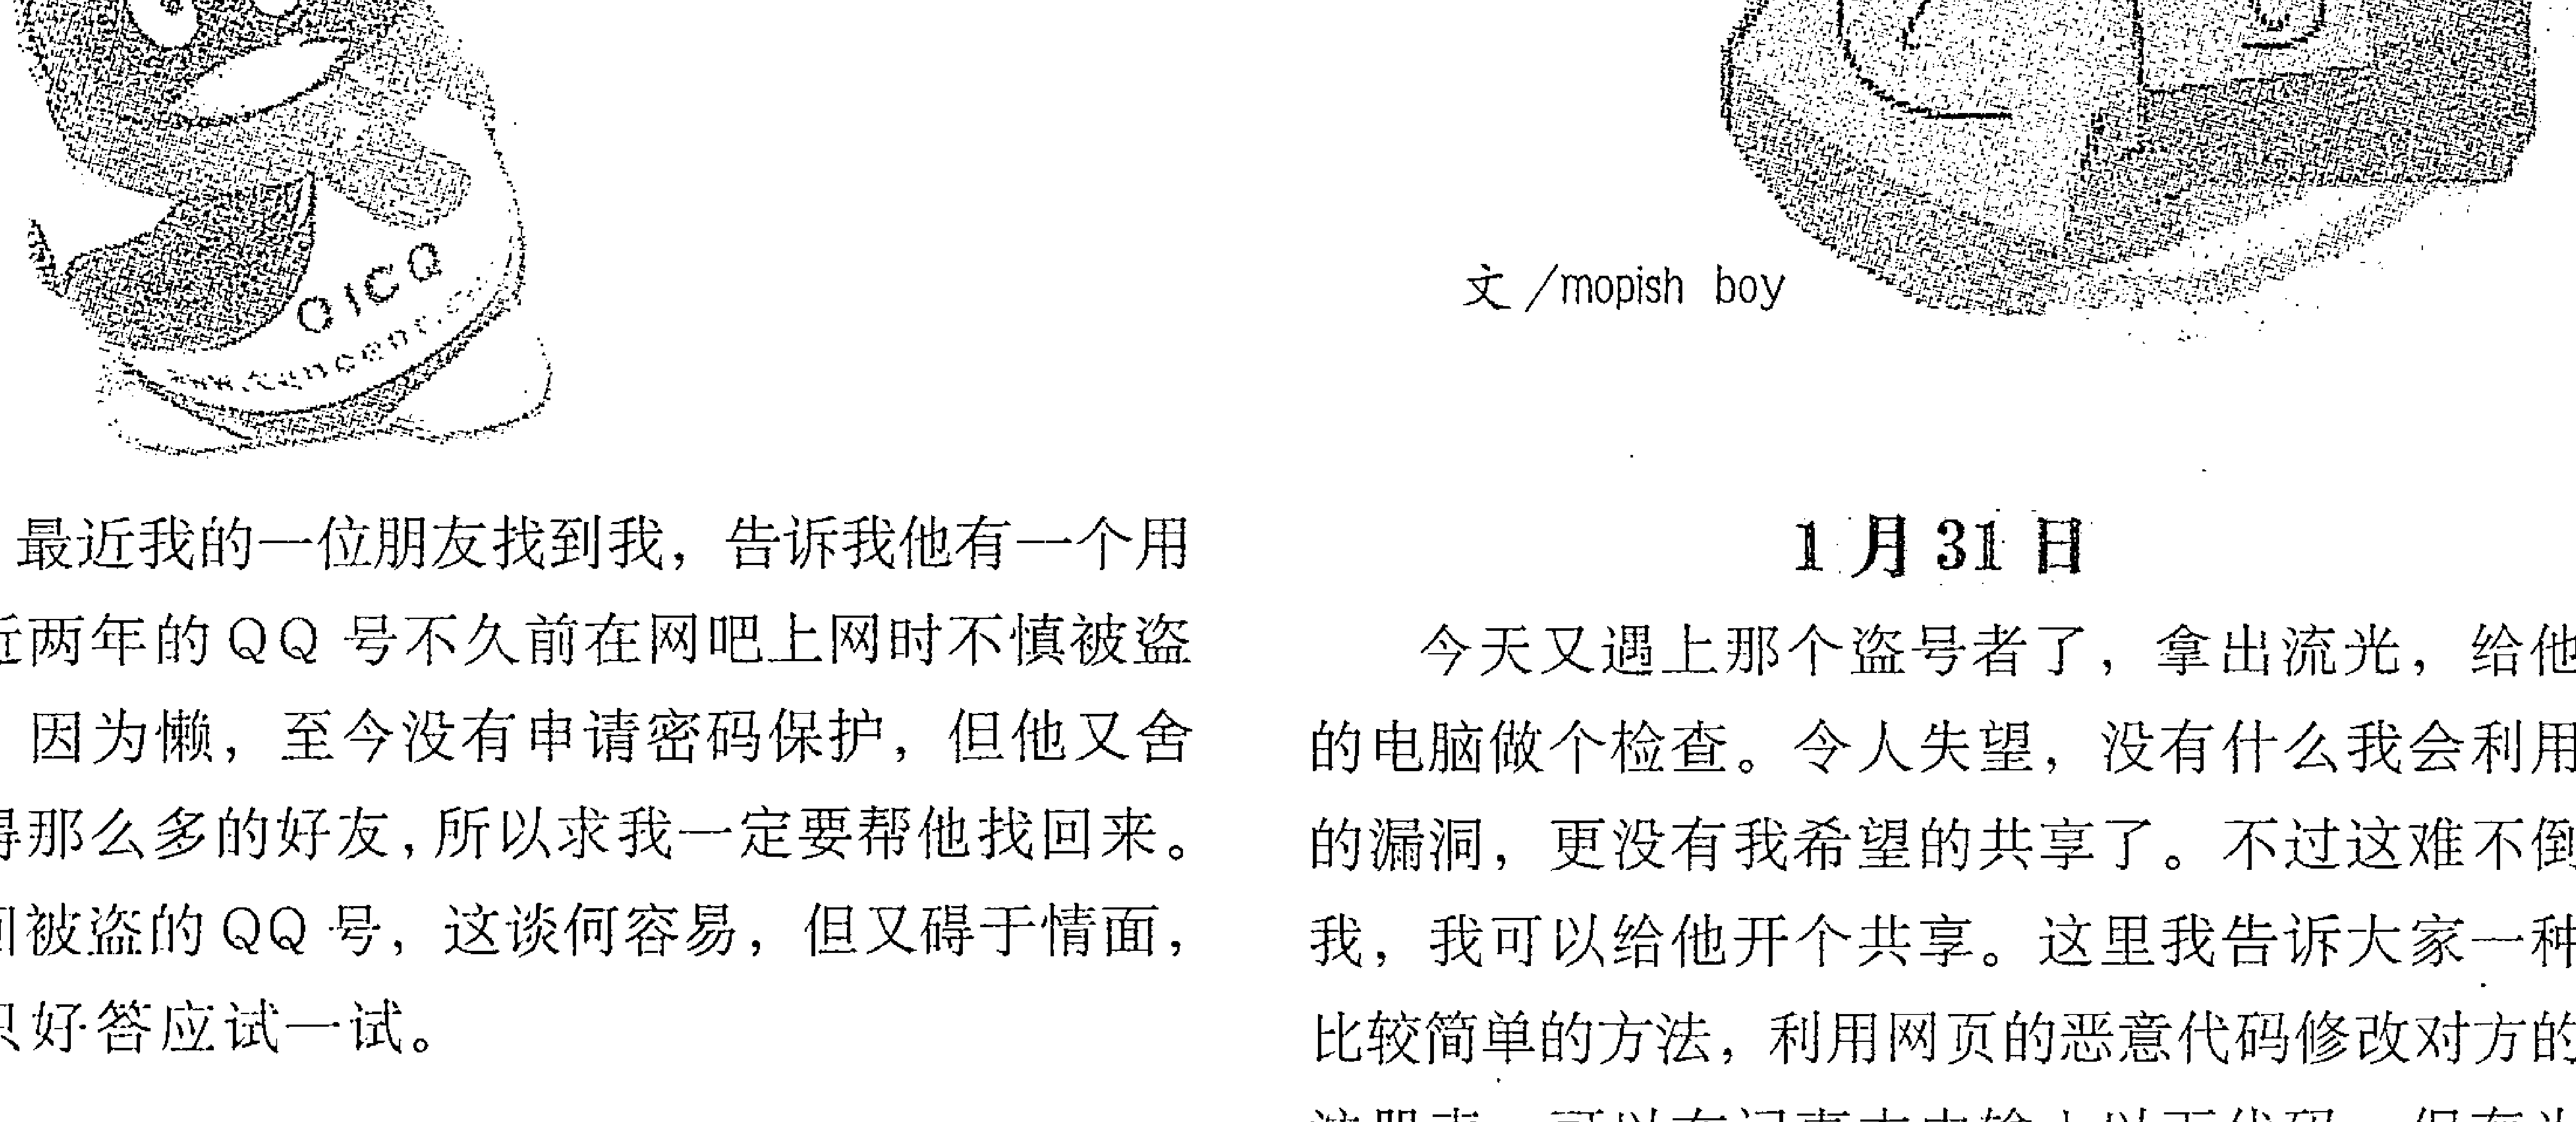 OICQ
文/mopish boy
最近我的一位朋友找到我，告诉我他有一个用
近两年的QQ号不久前在网吧上网时不慎被盗
因为懒，至今没有申请密码保护，但他又舍
得那么多的好友，所以求我一定要帮他找回来。
回被盗的QQ号，这谈何容易，但又碍于情面，
只好答应试一试。
1月31日
今天又遇上那个盗号者了，拿出流光，给他
的电脑做个检查。令人失望，没有什么我会利用
的漏洞，更没有我希望的共享了。不过这难不倒
我，我可以给他开个共享。这里我告诉大家一种
比较简单的方法，利用网页的恶意代码修改对方的